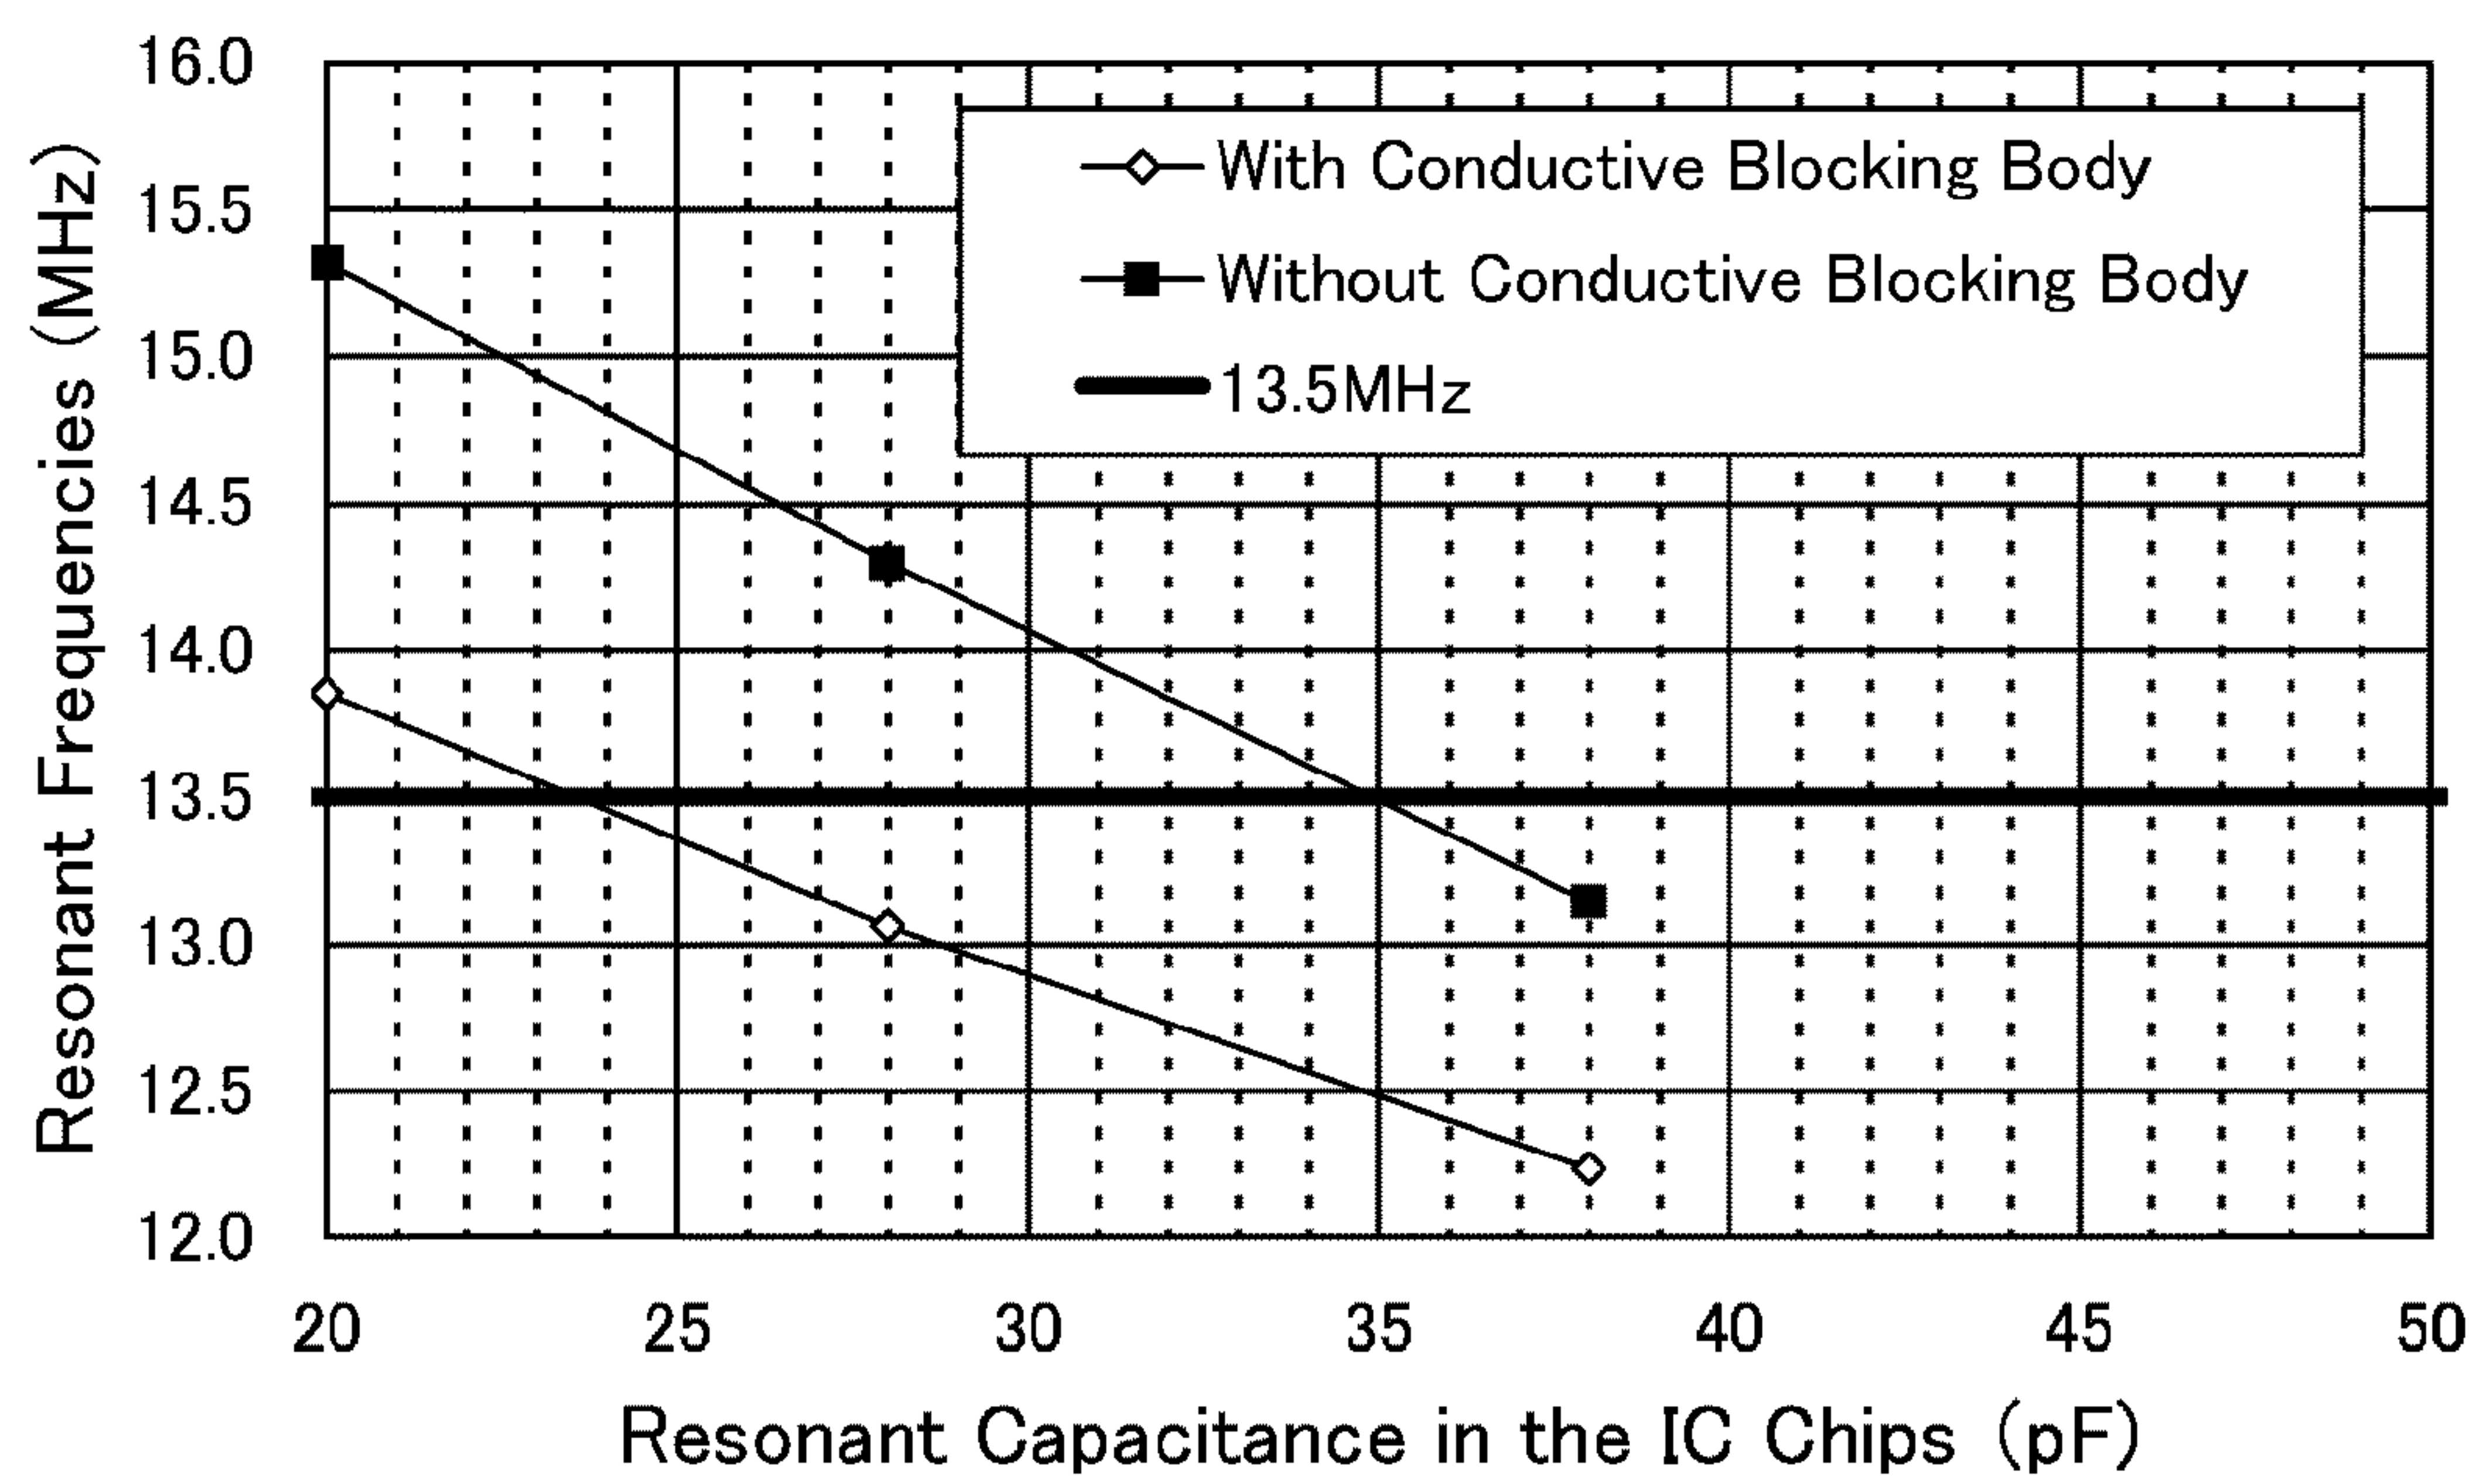 Resonant Frequencies (MHz)
16.0
15.5
15.0
14.5
14.0
13.5
13.0
12.5
12.0
With Conductive Blocking Body
Without Conductive Blocking Body
13.5MHz
20 25 30 35 40 45 50
Resonant Capacitance in the IC Chips (pF)